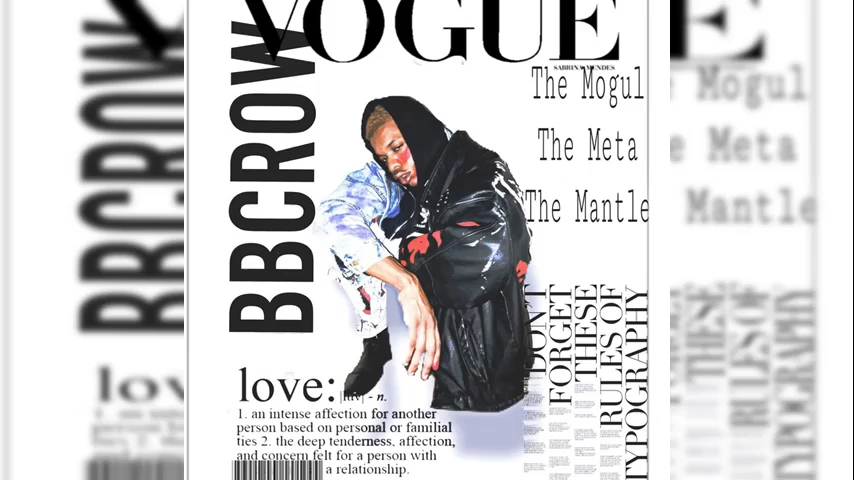 VOGUE
SABRINA MENDES
BBCROW
The Mogul
The Meta
The Mantle
DON'T
FORGET
THESE
RULES OF
TYPOGRAPHY
love:
|ləv| - n.
1. an intense affection for another
person based on personal or familial
ties 2. the deep tenderness, affection,
and concern felt for a person with
a relationship.